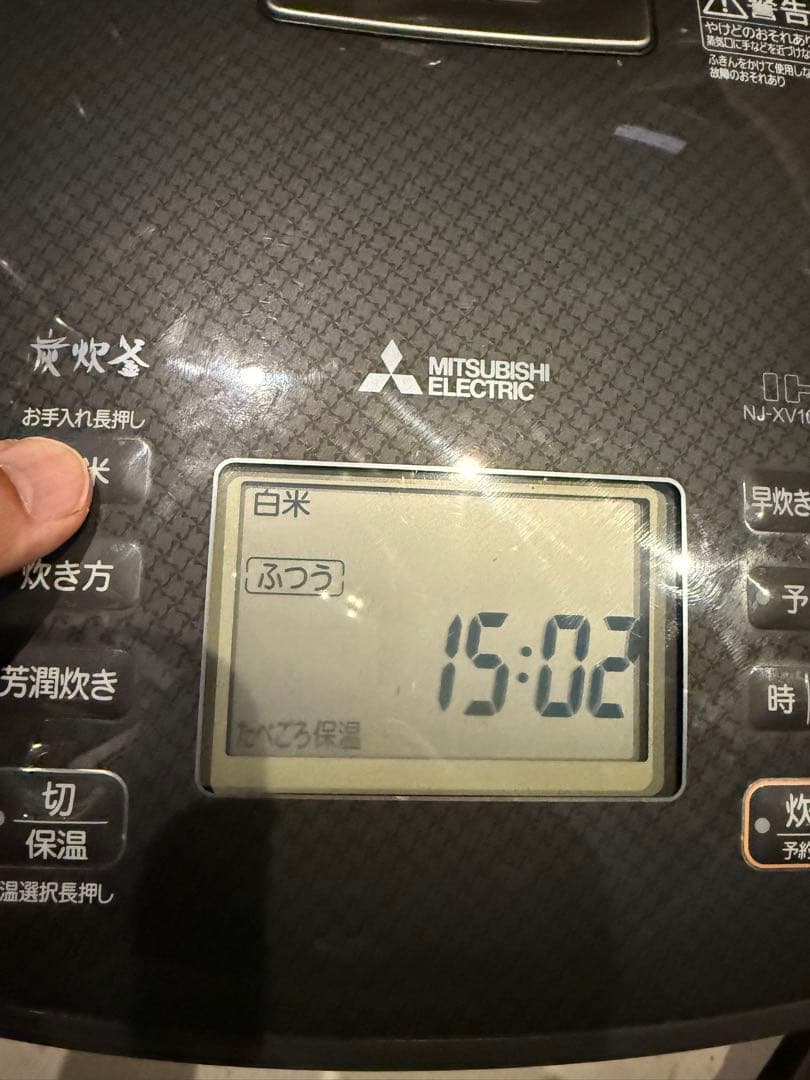 警告
やけどのおそれあり
蒸気口に手などを近づけな
ふきんをかけて使用しな
故障のおそれあり
炭炊釜
MITSUBISHI
ELECTRIC
お手入れ長押し
NJ-XV10
米
炊き方
芳潤炊き
切
保温
温選択長押し
白米
ふつう
15:02
たべごろ保温
早炊き
予
時
炊
予約